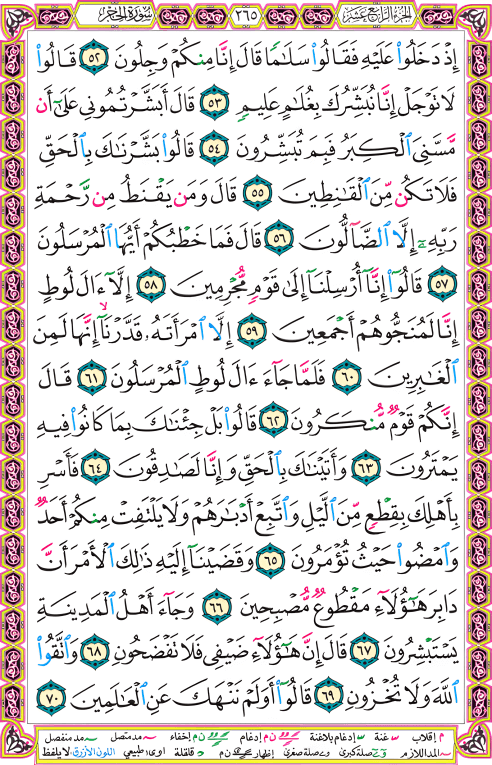 الجزء الرابع عشر
٢٦٥
سورة الحجر
إِذْ دَخَلُوا۟ عَلَيْهِ فَقَالُوا۟ سَلَـٰمًا قَالَ إِنَّا مِنكُمْ وَجِلُونَ ٥٢ قَالُوا۟
لَا تَوْجَلْ إِنَّا نُبَشِّرُكَ بِغُلَـٰمٍ عَلِيمٍ ٥٣ قَالَ أَبَشَّرْتُمُونِى عَلَىٰٓ أَن
مَّسَّنِىَ ٱلْكِبَرُ فَبِمَ تُبَشِّرُونَ ٥٤ قَالُوا۟ بَشَّرْنَـٰكَ بِٱلْحَقِّ
فَلَا تَكُن مِّنَ ٱلْقَـٰنِطِينَ ٥٥ قَالَ وَمَن يَقْنَطُ مِن رَّحْمَةِ
رَبِّهِۦٓ إِلَّا ٱلضَّآلُّونَ ٥٦ قَالَ فَمَا خَطْبُكُمْ أَيُّهَا ٱلْمُرْسَلُونَ
٥٧ قَالُوٓا۟ إِنَّآ أُرْسِلْنَآ إِلَىٰ قَوْمٍ مُّجْرِمِينَ ٥٨ إِلَّآ ءَالَ لُوطٍ
إِنَّا لَمُنَجُّوهُمْ أَجْمَعِينَ ٥٩ إِلَّا ٱمْرَأَتَهُۥ قَدَّرْنَآ إِنَّهَا لَمِنَ
ٱلْغَـٰبِرِينَ ٦٠ فَلَمَّا جَآءَ ءَالَ لُوطٍ ٱلْمُرْسَلُونَ ٦١ قَالَ
إِنَّكُمْ قَوْمٌ مُّنكَرُونَ ٦٢ قَالُوا۟ بَلْ جِئْنَـٰكَ بِمَا كَانُوا۟ فِيهِ
يَمْتَرُونَ ٦٣ وَأَتَيْنَـٰكَ بِٱلْحَقِّ وَإِنَّا لَصَـٰدِقُونَ ٦٤ فَأَسْرِ
بِأَهْلِكَ بِقِطْعٍ مِّنَ ٱلَّيْلِ وَٱتَّبِعْ أَدْبَـٰرَهُمْ وَلَا يَلْتَفِتْ مِنكُمْ أَحَدٌ
وَٱمْضُوا۟ حَيْثُ تُؤْمَرُونَ ٦٥ وَقَضَيْنَآ إِلَيْهِ ذَٰلِكَ ٱلْأَمْرَ أَنَّ
دَابِرَ هَـٰٓؤُلَآءِ مَقْطُوعٌ مُّصْبِحِينَ ٦٦ وَجَآءَ أَهْلُ ٱلْمَدِينَةِ
يَسْتَبْشِرُونَ ٦٧ قَالَ إِنَّ هَـٰٓؤُلَآءِ ضَيْفِى فَلَا تَفْضَحُونِ ٦٨ وَٱتَّقُوا۟
ٱللَّهَ وَلَا تُخْزُونِ ٦٩ قَالُوٓا۟ أَوَلَمْ نَنْهَكَ عَنِ ٱلْعَـٰلَمِينَ ٧٠
م إقلاب س غنة س إدغام بلاغنة ن م إدغام ن م إخفاء مد متصل مد منفصل
المد اللازم صلة كبرى صلة صغرى إظهار ن م قلقلة اوى: طبيعي اللون الأزرق: لا يلفظ